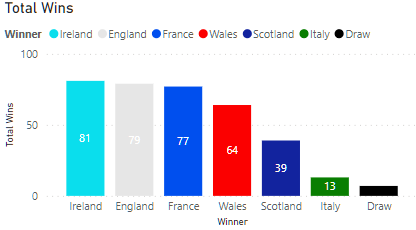 Total Wins
Winner Ireland England France Wales Scotland Italy Draw
100
50
0
Total Wins
81
79
77
64
39
13
Ireland England France Wales Scotland Italy Draw
Winner